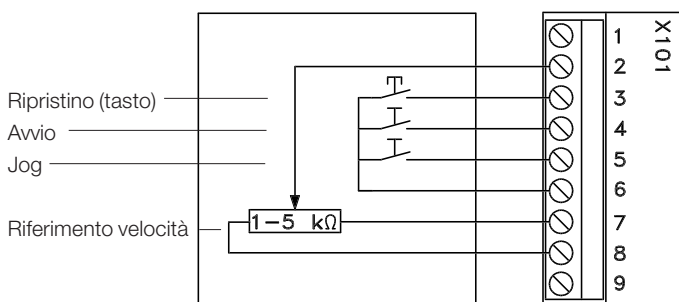 Ripristino (tasto)
Avvio
Jog
Riferimento velocità
1-5 kΩ
X101
1
2
3
4
5
6
7
8
9